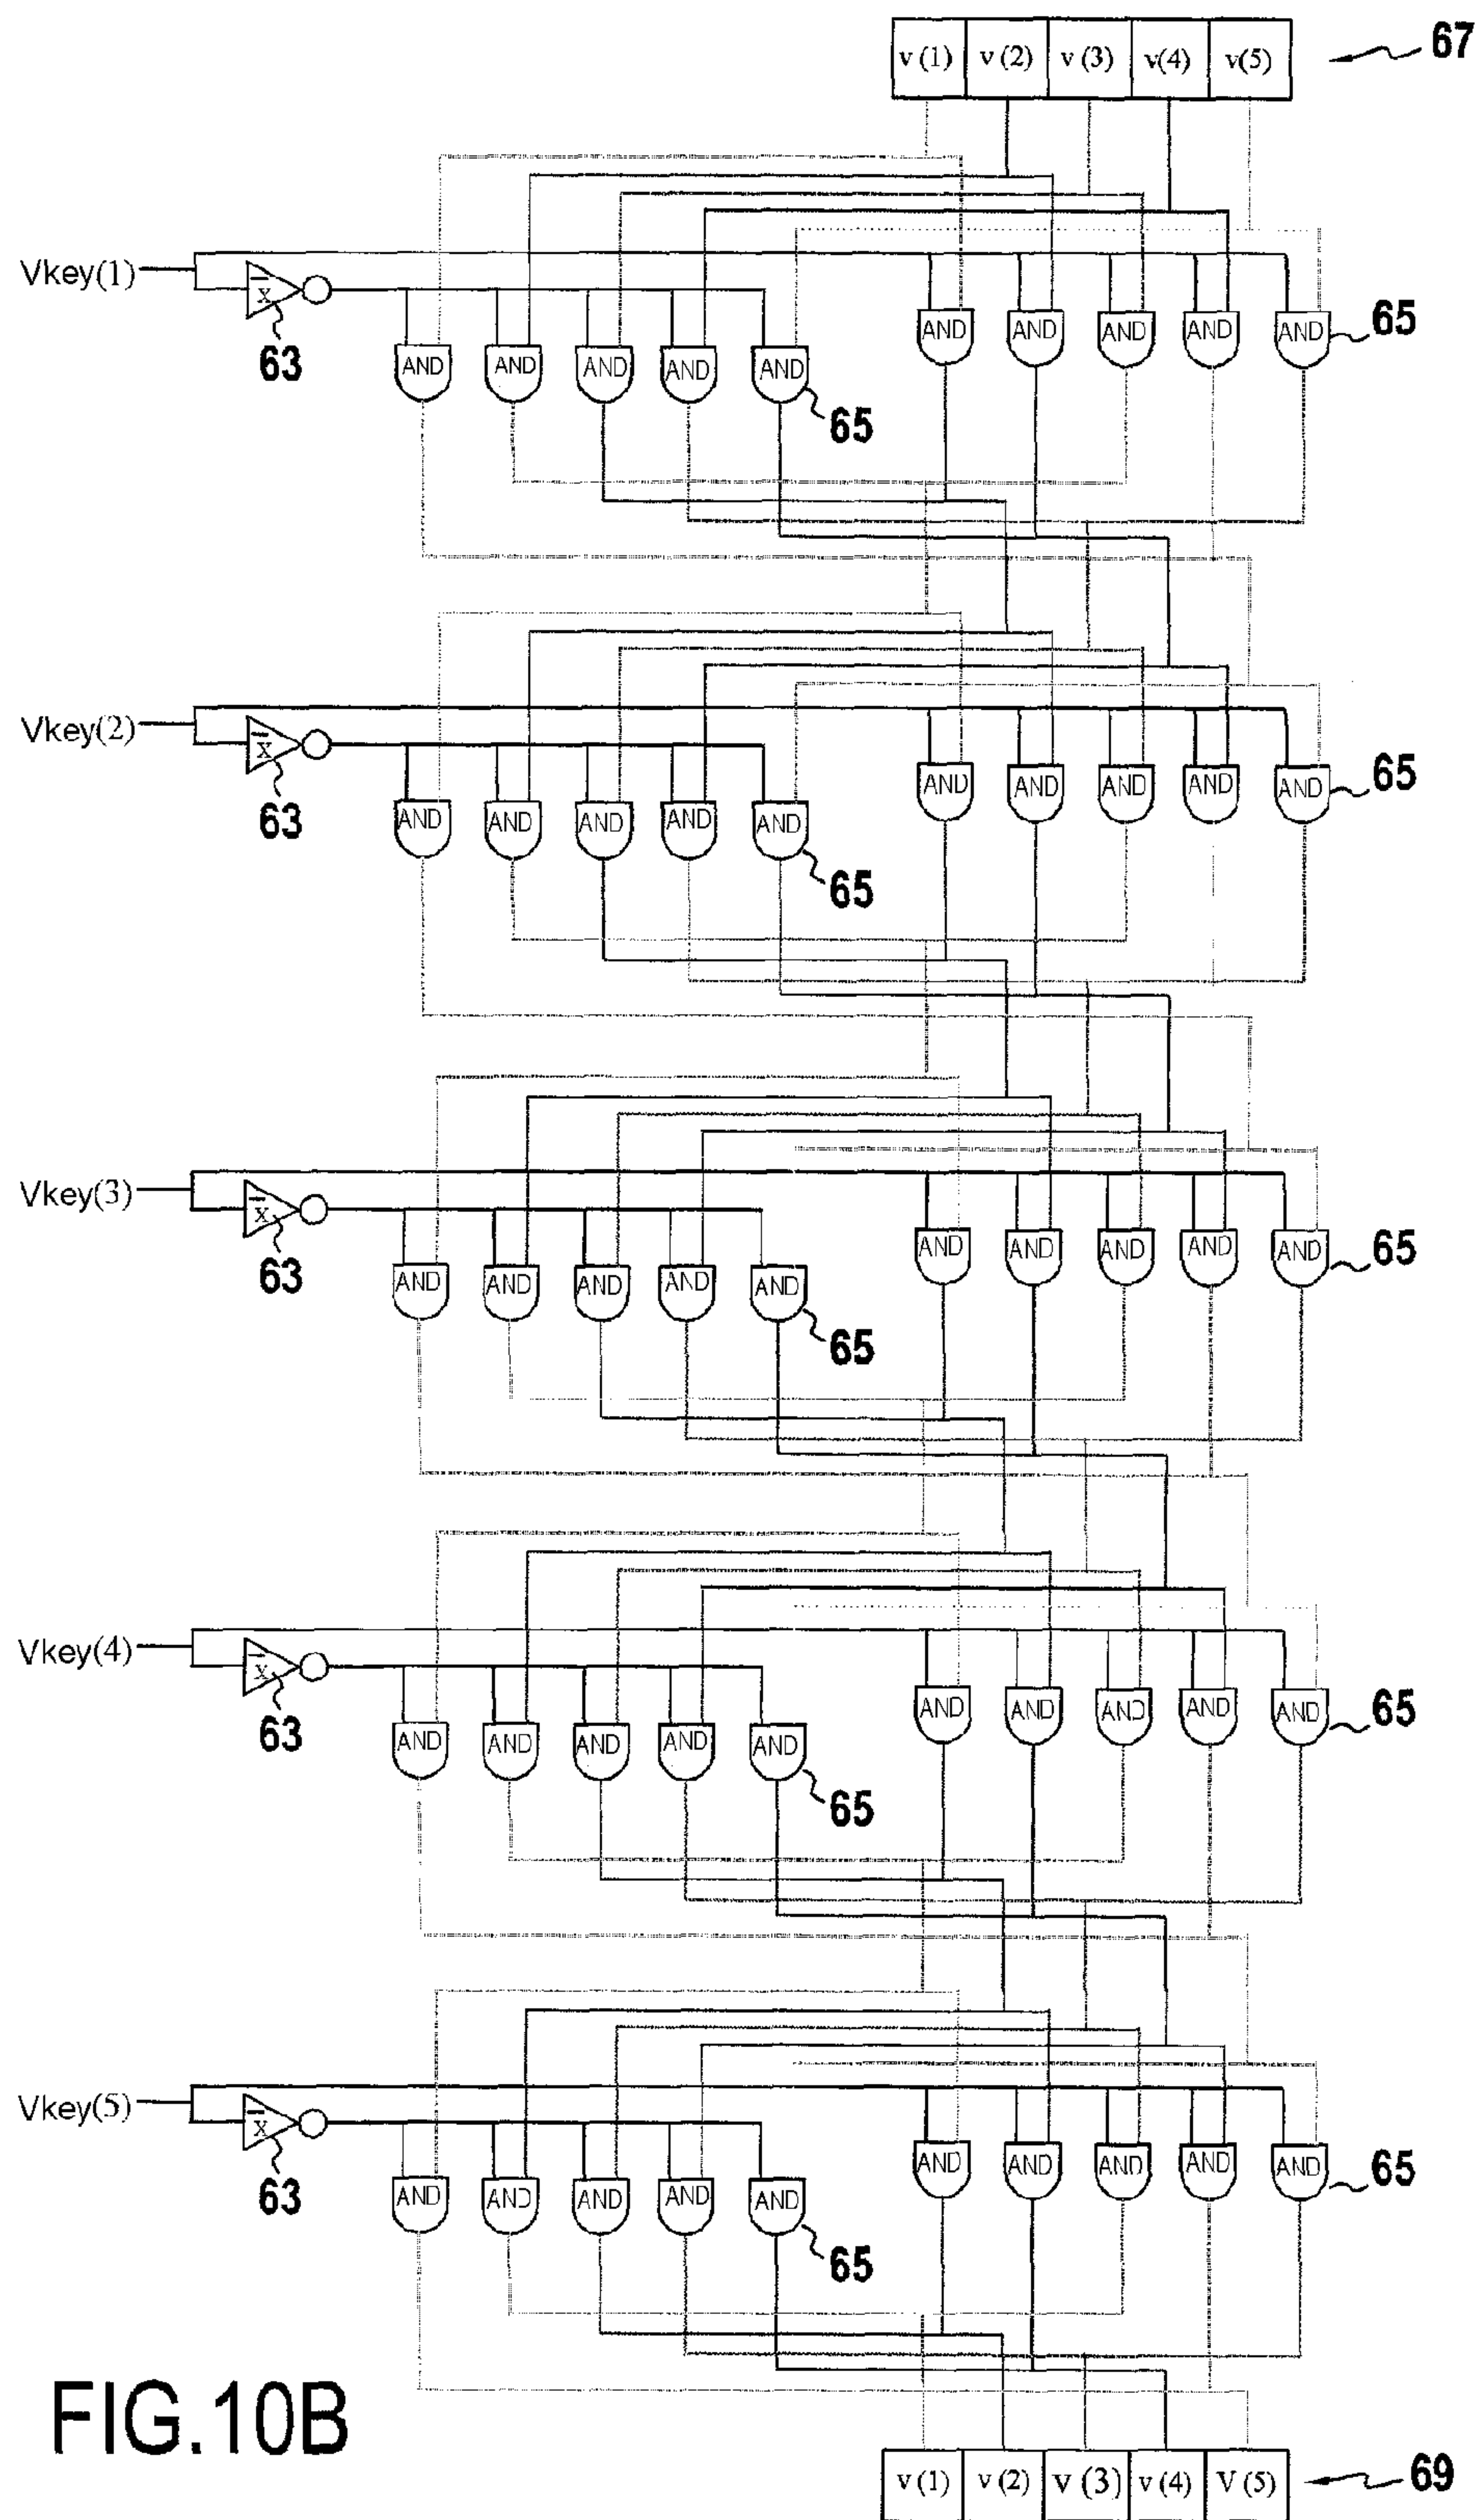 v(1) v(2) v(3) v(4) v(5) 67
Vkey(1)
x
63
AND AND AND AND AND 65
AND AND AND AND AND
65
Vkey(2)
x
63
AND AND AND AND AND 65
AND AND AND AND AND
65
Vkey(3)
x
63
AND AND AND AND AND 65
AND AND AND AND AND
65
Vkey(4)
x
63
AND AND AND AND AND 65
AND AND AND AND AND
65
Vkey(5)
x
63
AND AND AND AND AND 65
AND AND AND AND AND
65
FIG.10B
v(1) v(2) v(3) v(4) V(5) 69